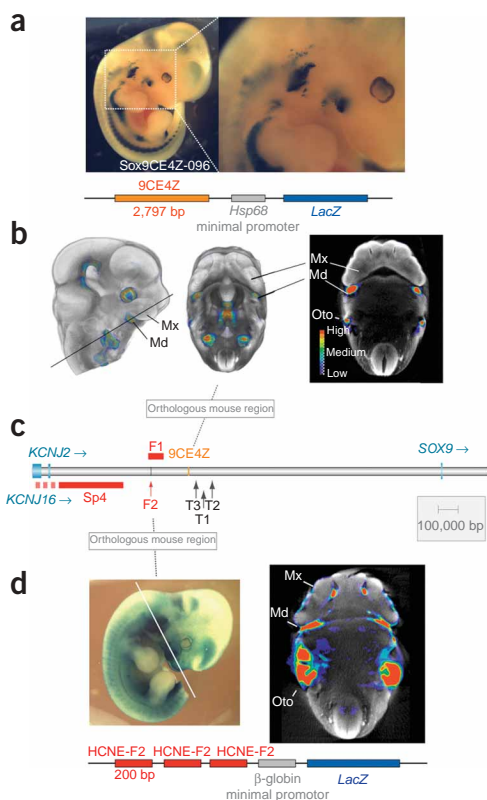 a
Sox9CE4Z-096
9CE4Z
2,797 bp
Hsp68
minimal promoter
LacZ
b
Mx
Md
Mx
Md
Oto
High
Medium
Low
Orthologous mouse region
c
KCNJ2 →
F1
9CE4Z
SOX9 →
KCNJ16 →
Sp4
F2
T3
T2
T1
100,000 bp
Orthologous mouse region
d
Mx
Md
Oto
HCNE-F2
HCNE-F2
HCNE-F2
200 bp
β-globin
minimal promoter
LacZ